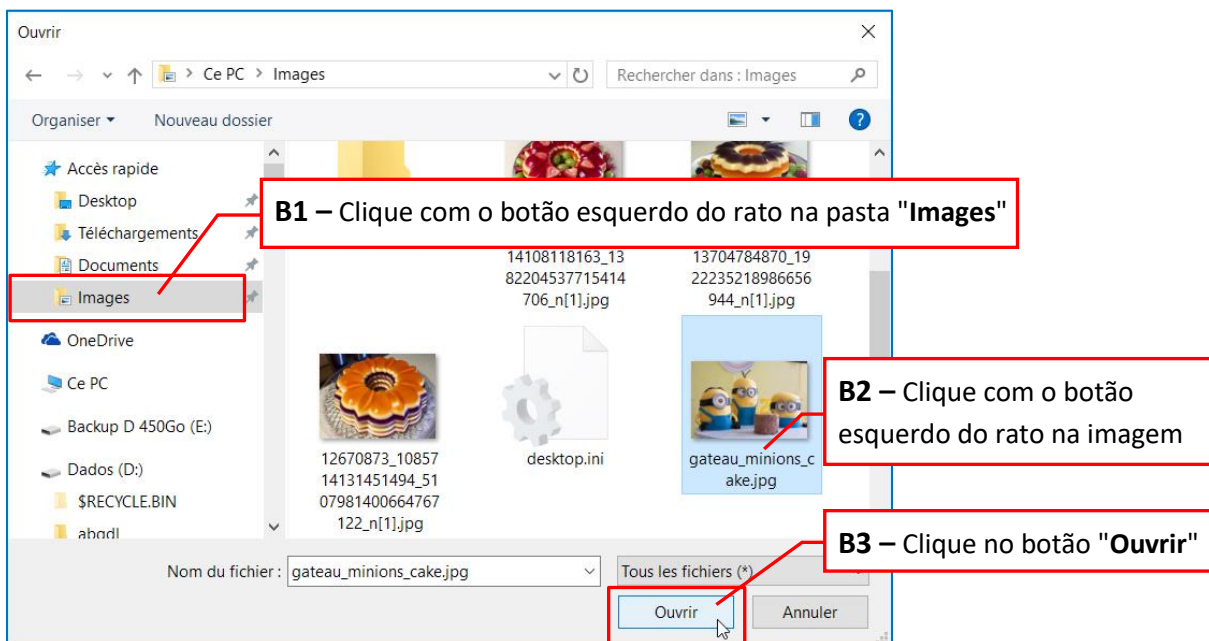 Ouvrir
Ce PC > Images
Rechercher dans : Images
Organiser
Nouveau dossier
Accès rapide
Desktop
Téléchargements
Documents
Images
OneDrive
Ce PC
Backup D 450Go (E:)
Dados (D:)
$RECYCLE.BIN
abgdl
B1 – Clique com o botão esquerdo do rato na pasta "Images"
14108118163_13
82204537715414
706_n[1].jpg
13704784870_19
22235218986656
944_n[1].jpg
12670873_10857
14131451494_51
07981400664767
122_n[1].jpg
desktop.ini
gateau_minions_c
ake.jpg
B2 – Clique com o botão
esquerdo do rato na imagem
B3 – Clique no botão "Ouvrir"
Nom du fichier : gateau_minions_cake.jpg
Tous les fichiers (*)
Ouvrir
Annuler